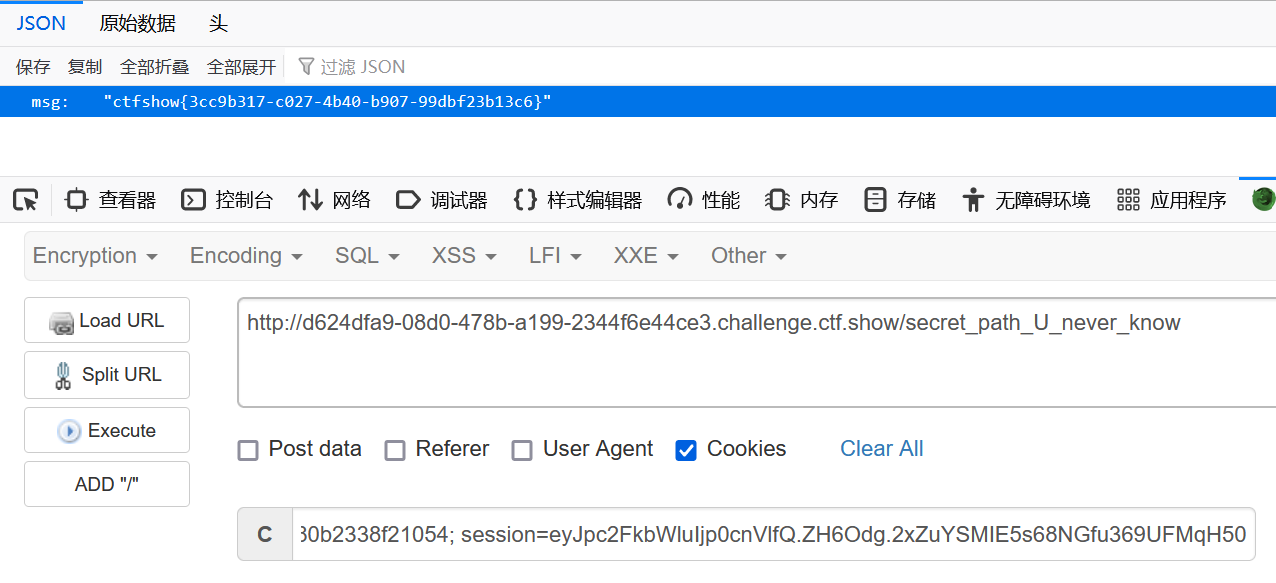 JSON 原始数据 头
保存 复制 全部折叠 全部展开 过滤 JSON
msg: "ctfshow{3cc9b317-c027-4b40-b907-99dbf23b13c6}"
查看器 控制台 网络 调试器 样式编辑器 性能 内存 存储 无障碍环境 应用程序
Encryption Encoding SQL XSS LFI XXE Other
Load URL
http://d624dfa9-08d0-478b-a199-2344f6e44ce3.challenge.ctf.show/secret_path_U_never_know
Split URL
Execute
Post data Referer User Agent Cookies Clear All
ADD "/"
C 30b2338f21054; session=eyJpc2FkbWluIjp0cnVlfQ.ZH6Odg.2xZuYSMIE5s68NGfu369UFMqH50